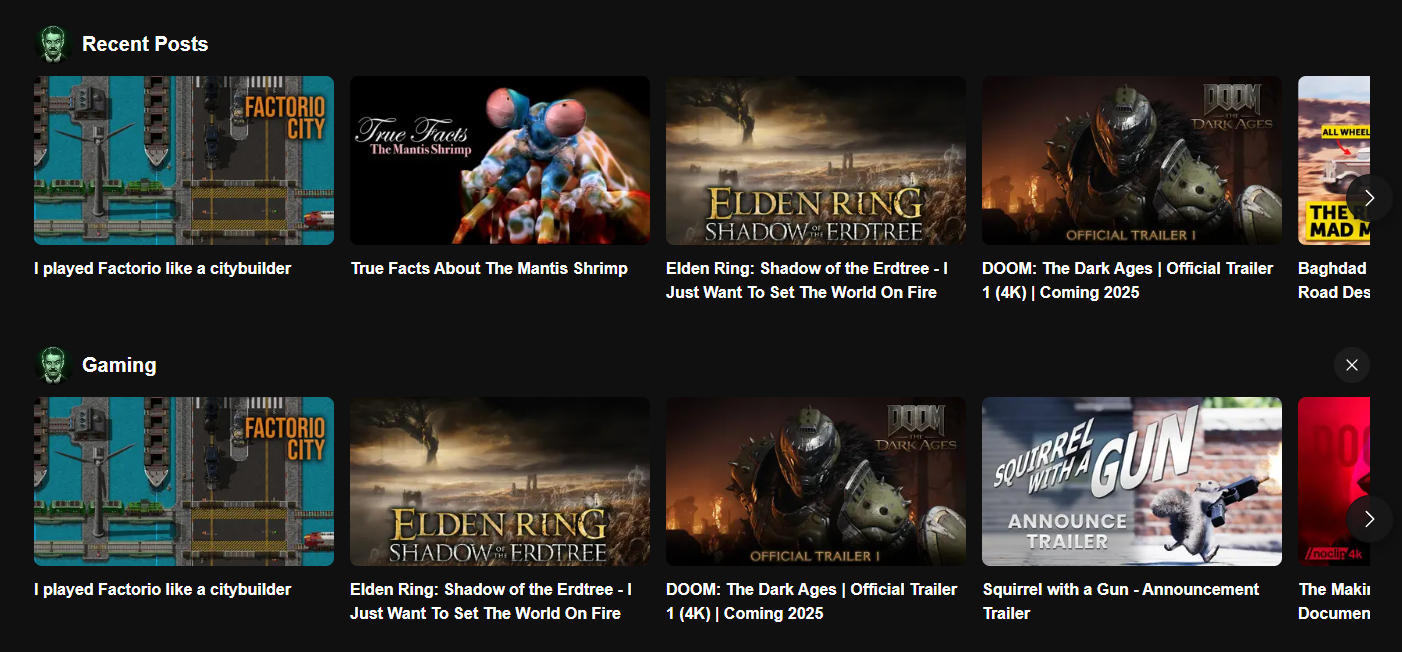 Recent Posts
FACTORIO
CITY
True Facts
The Mantis Shrimp
ELDEN RING
SHADOW OF THE ERDTREE
DOOM
THE
DARK AGES
OFFICIAL TRAILER 1
ALL WHEEL
THE
MAD M
I played Factorio like a citybuilder
True Facts About The Mantis Shrimp
Elden Ring: Shadow of the Erdtree - I
Just Want To Set The World On Fire
DOOM: The Dark Ages | Official Trailer
1 (4K) | Coming 2025
Baghdad
Road Des
Gaming
FACTORIO
CITY
ELDEN RING
SHADOW OF THE ERDTREE
DOOM
THE
DARK AGES
OFFICIAL TRAILER 1
SQUIRREL
WITH A GUN
ANNOUNCE
TRAILER
DOO
/noclip 4k
I played Factorio like a citybuilder
Elden Ring: Shadow of the Erdtree - I
Just Want To Set The World On Fire
DOOM: The Dark Ages | Official Trailer
1 (4K) | Coming 2025
Squirrel with a Gun - Announcement
Trailer
The Makin
Documen